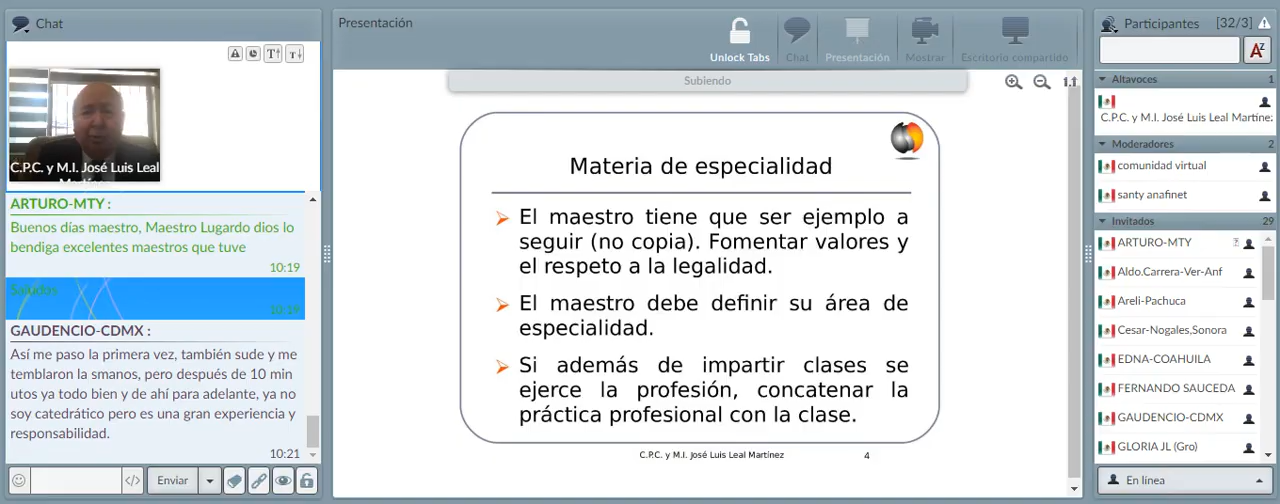 Chat
C.P.C. y M.I. José Luis Leal
Martínez
ARTURO-MTY :
Buenos días maestro, Maestro Lugardo dios lo
bendiga excelentes maestros que tuve
10:19
Saludos
10:19
GAUDENCIO-CDMX :
Así me paso la primera vez, también sude y me
temblaron la smanos, pero después de 10 min
utos ya todo bien y de ahí para adelante, ya no
soy catedrático pero es una gran experiencia y
responsabilidad.
10:21
Enviar
Presentación
Unlock Tabs
Chat
Presentación
Mostrar
Escritorio compartido
Subiendo
1:1
Materia de especialidad
El maestro tiene que ser ejemplo a
seguir (no copia). Fomentar valores y
el respeto a la legalidad.
El maestro debe definir su área de
especialidad.
Si además de impartir clases se
ejerce la profesión, concatenar la
práctica profesional con la clase.
C.P.C. y M.I. José Luis Leal Martínez
4
Participantes [32/3]
Altavoces 1
C.P.C. y M.I. José Luis Leal Martíne:
Moderadores 2
comunidad virtual
santy anafinet
Invitados 29
ARTURO-MTY
Aldo.Carrera-Ver-Anf
Areli-Pachuca
Cesar-Nogales,Sonora
EDNA-COAHUILA
FERNANDO SAUCEDA
GAUDENCIO-CDMX
GLORIA JL (Gro)
En línea